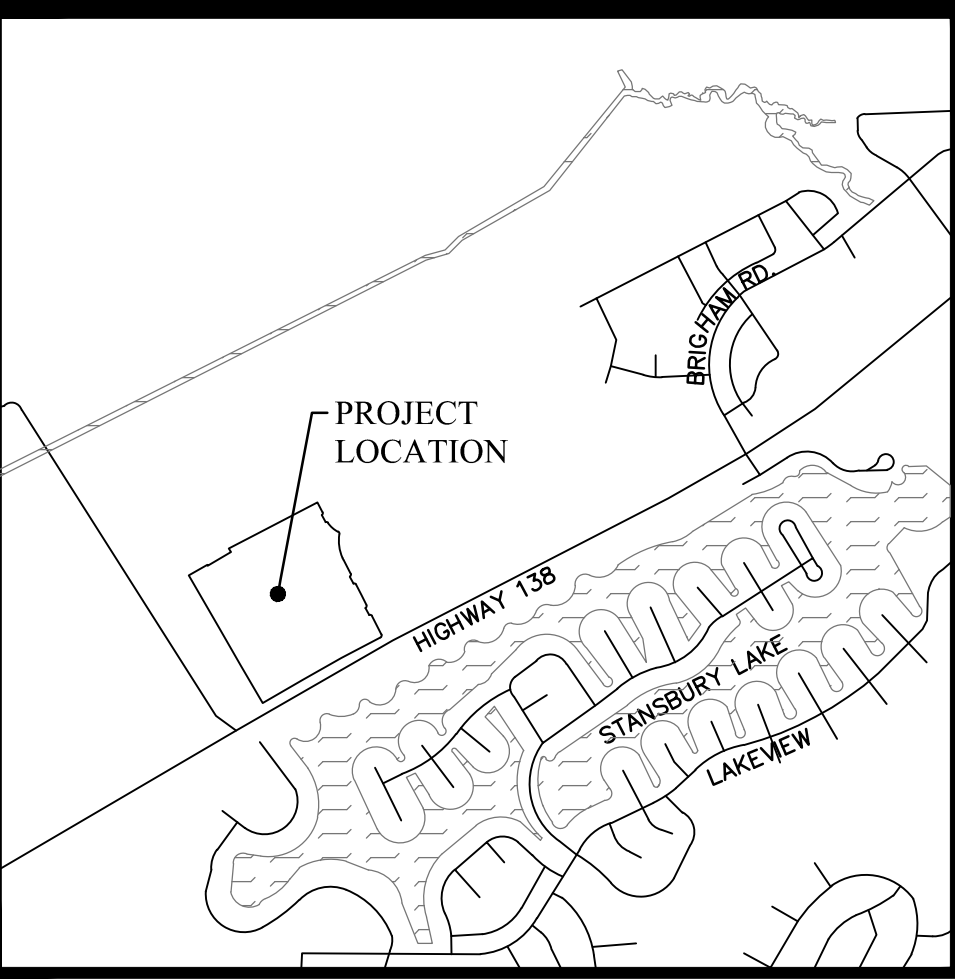 BRIGHAM RD.
PROJECT
LOCATION
HIGHWAY 138
STANSBURY LAKE
LAKEVIEW